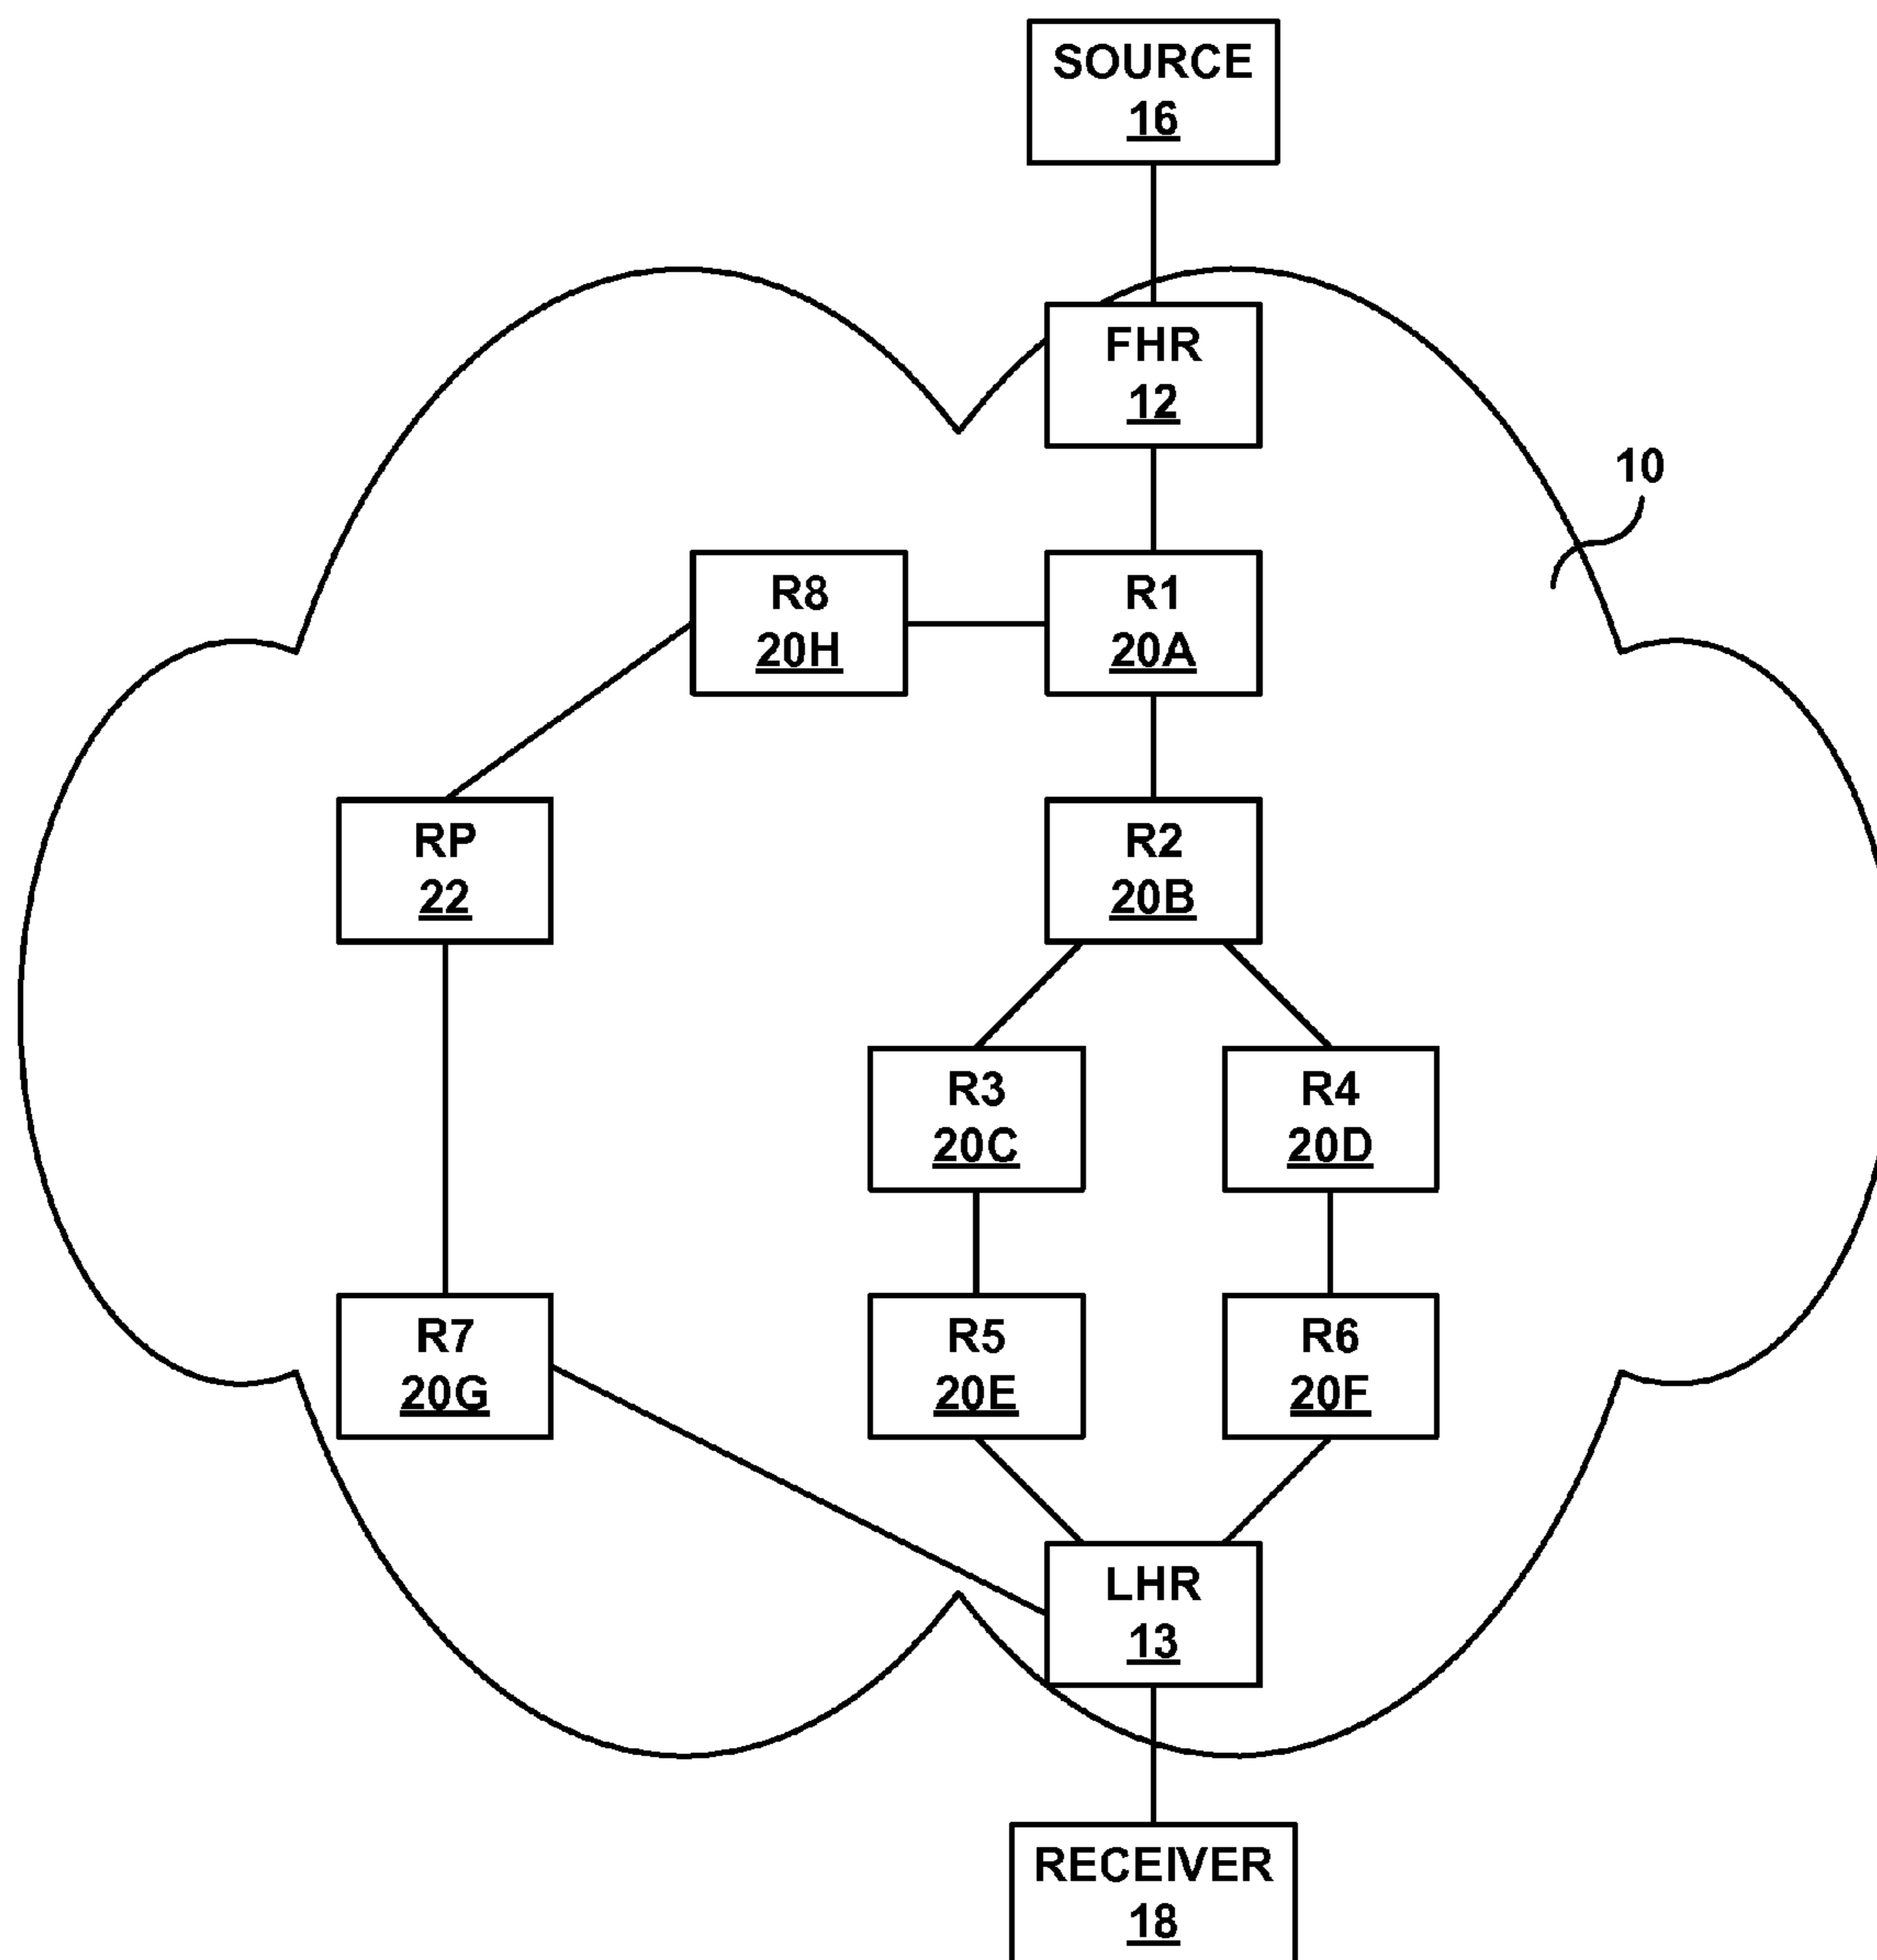 SOURCE
16
FHR
12
10
R8
20H
R1
20A
RP
22
R2
20B
R3
20C
R4
20D
R7
20G
R5
20E
R6
20F
LHR
13
RECEIVER
18